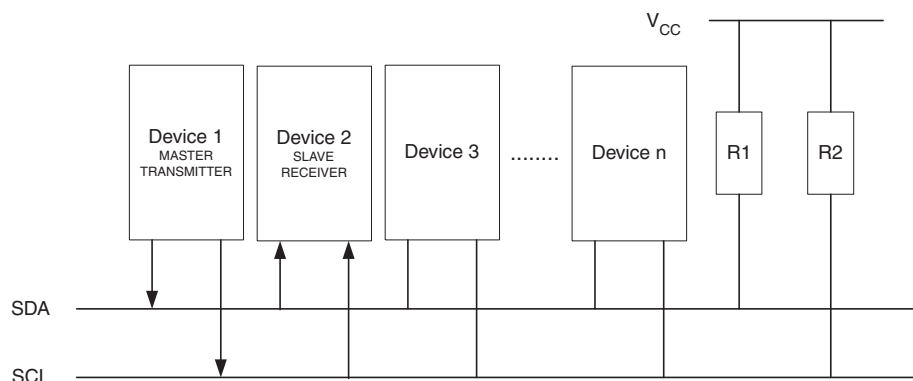 VCC
Device 1
MASTER
TRANSMITTER
Device 2
SLAVE
RECEIVER
Device 3
........
Device n
R1
R2
SDA
SCL